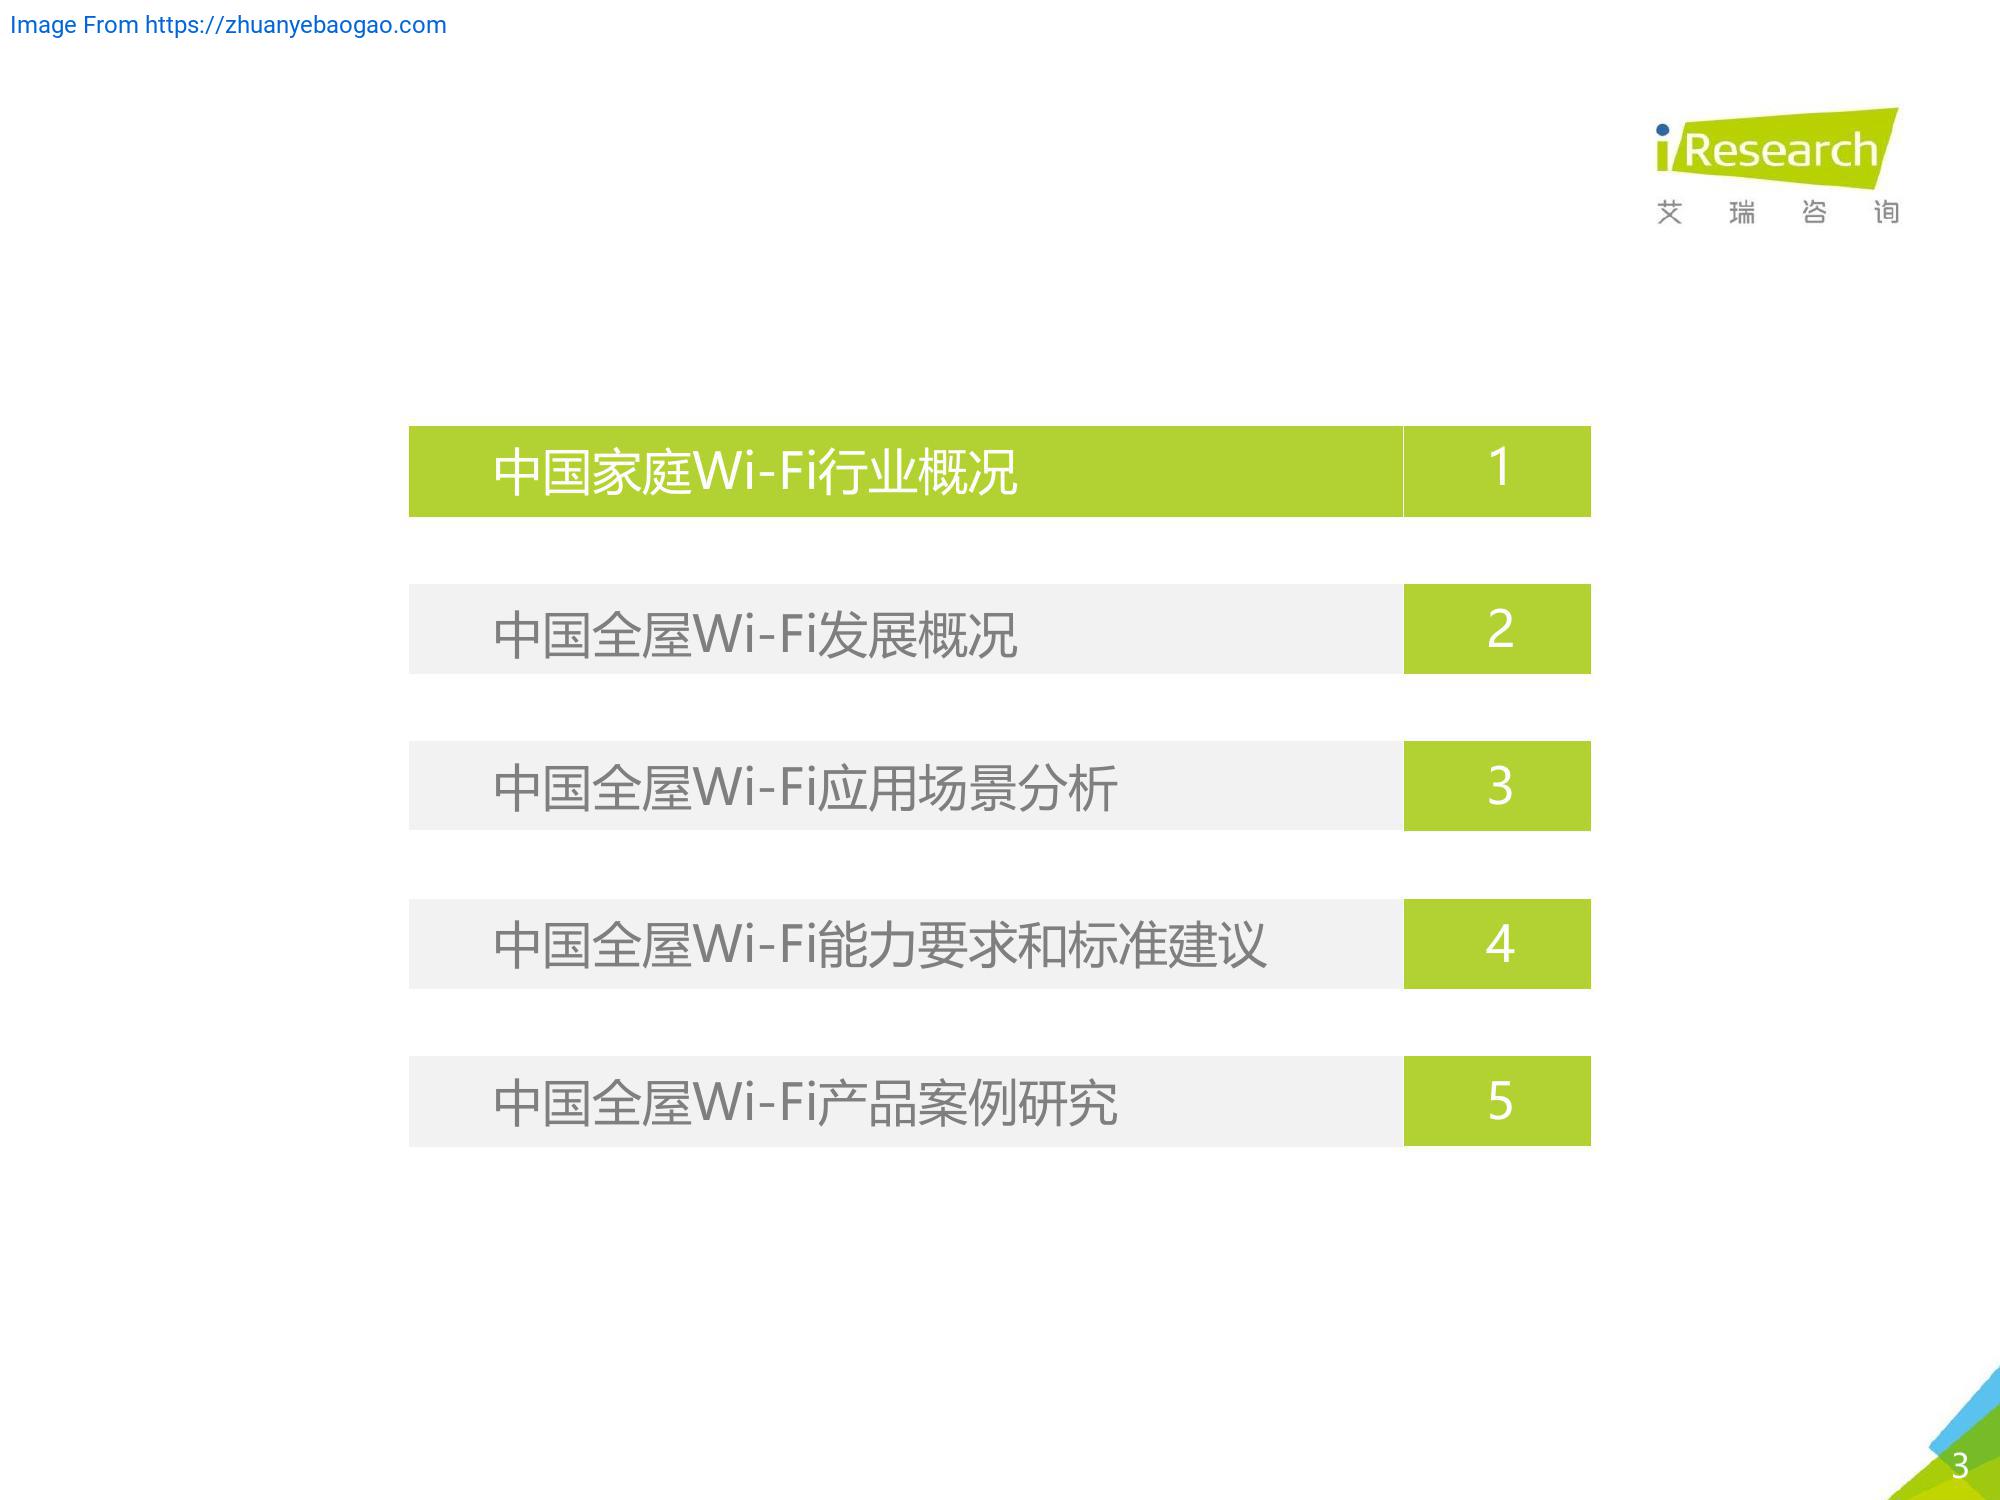 Image From https://zhuanyebaogao.com
iResearch
艾瑞咨询
中国家庭Wi-Fi行业概况 1
中国全屋Wi-Fi发展概况 2
中国全屋Wi-Fi应用场景分析 3
中国全屋Wi-Fi能力要求和标准建议 4
中国全屋Wi-Fi产品案例研究 5
3